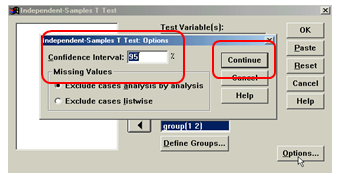 Independent-Samples T Test
Test Variable(s):
OK
Paste
Reset
Cancel
Help
Independent-Samples T Test: Options
Confidence Interval: 95 %
Missing Values
Exclude cases analysis by analysis
Exclude cases listwise
Continue
Cancel
Help
group(1 2)
Define Groups...
Options...